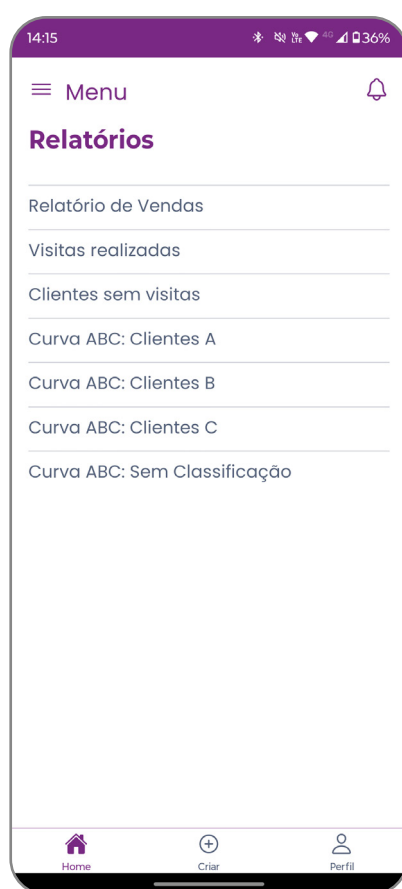 14:15 4G 36%
Menu
Relatórios
Relatório de Vendas
Visitas realizadas
Clientes sem visitas
Curva ABC: Clientes A
Curva ABC: Clientes B
Curva ABC: Clientes C
Curva ABC: Sem Classificação
Home Criar Perfil